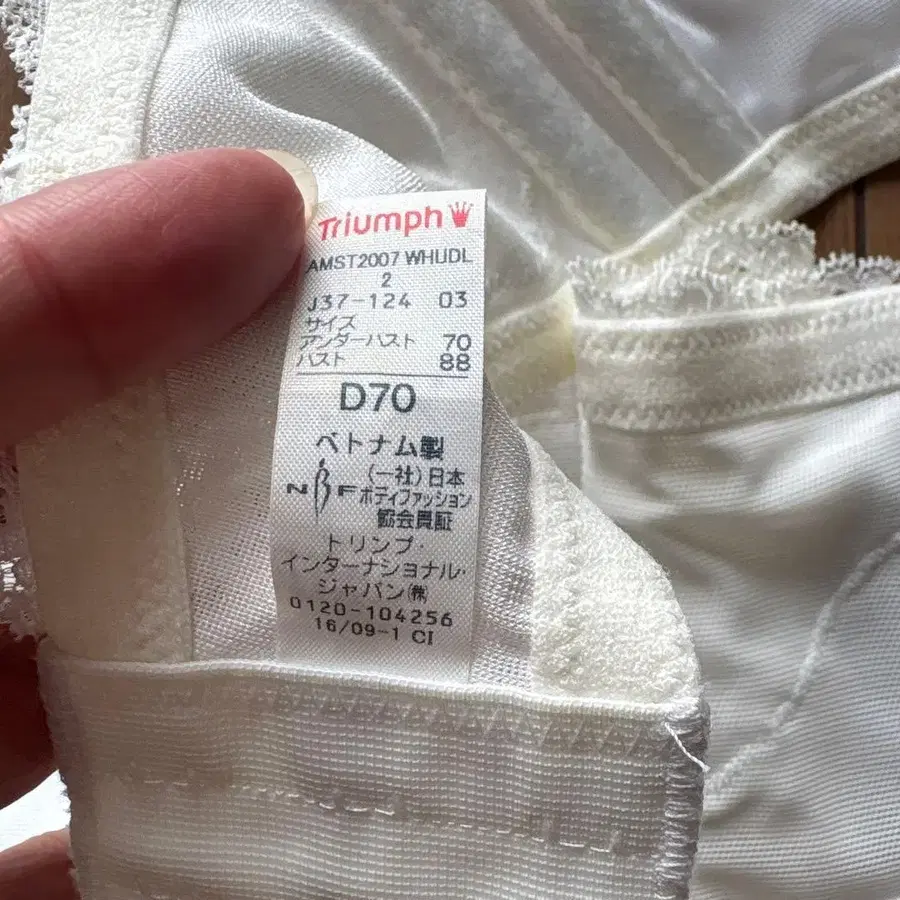 Triumph
AMST2007 WHUDL
2
J37-124 03
サイズ
アンダーバスト 70
バスト 88
D70
ベトナム製
(一社)日本
NBF ボディファッション
協会員証
トリンプ・
インターナショナル・
ジャパン㈱
0120-104256
16/09-1 CI